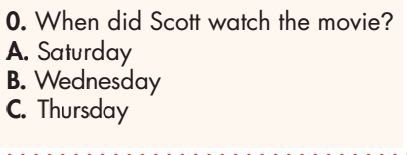 0. When did Scott watch the movie?
A. Saturday
B. Wednesday
C. Thursday